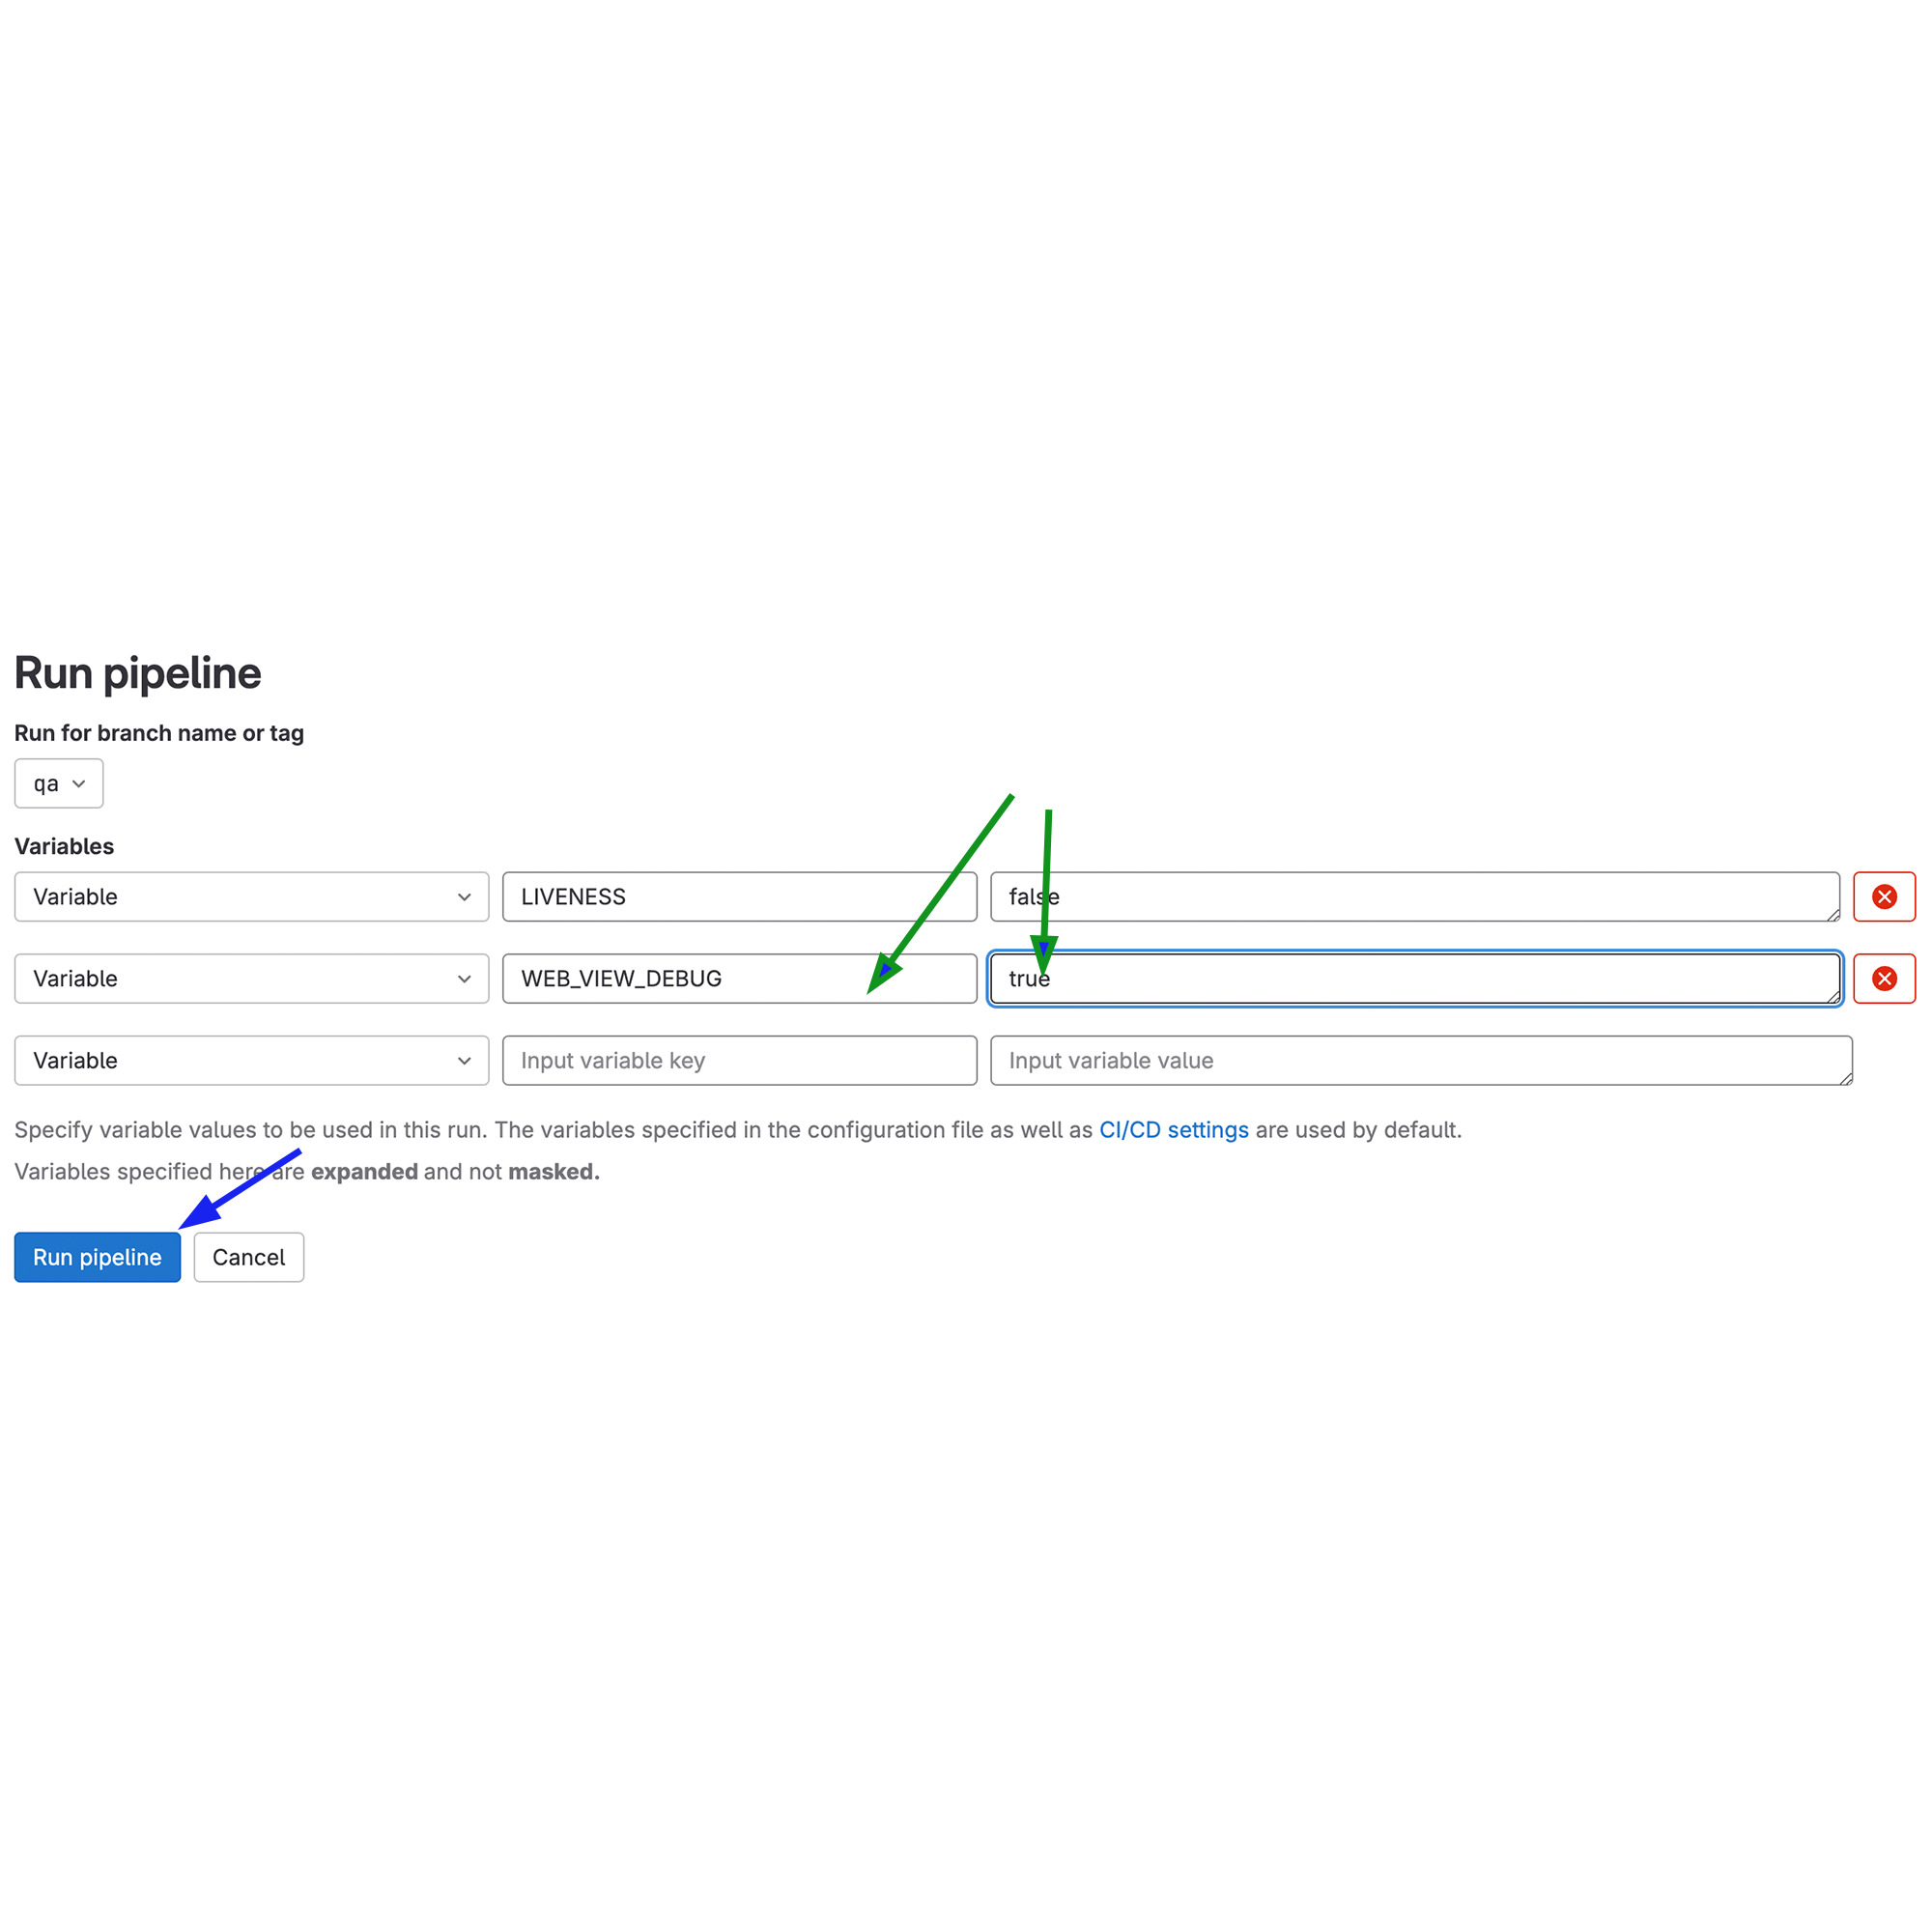 Run pipeline
Run for branch name or tag
qa
Variables
Variable LIVENESS false
Variable WEB_VIEW_DEBUG true
Variable Input variable key Input variable value
Specify variable values to be used in this run. The variables specified in the configuration file as well as CI/CD settings are used by default.
Variables specified here are expanded and not masked.
Run pipeline Cancel